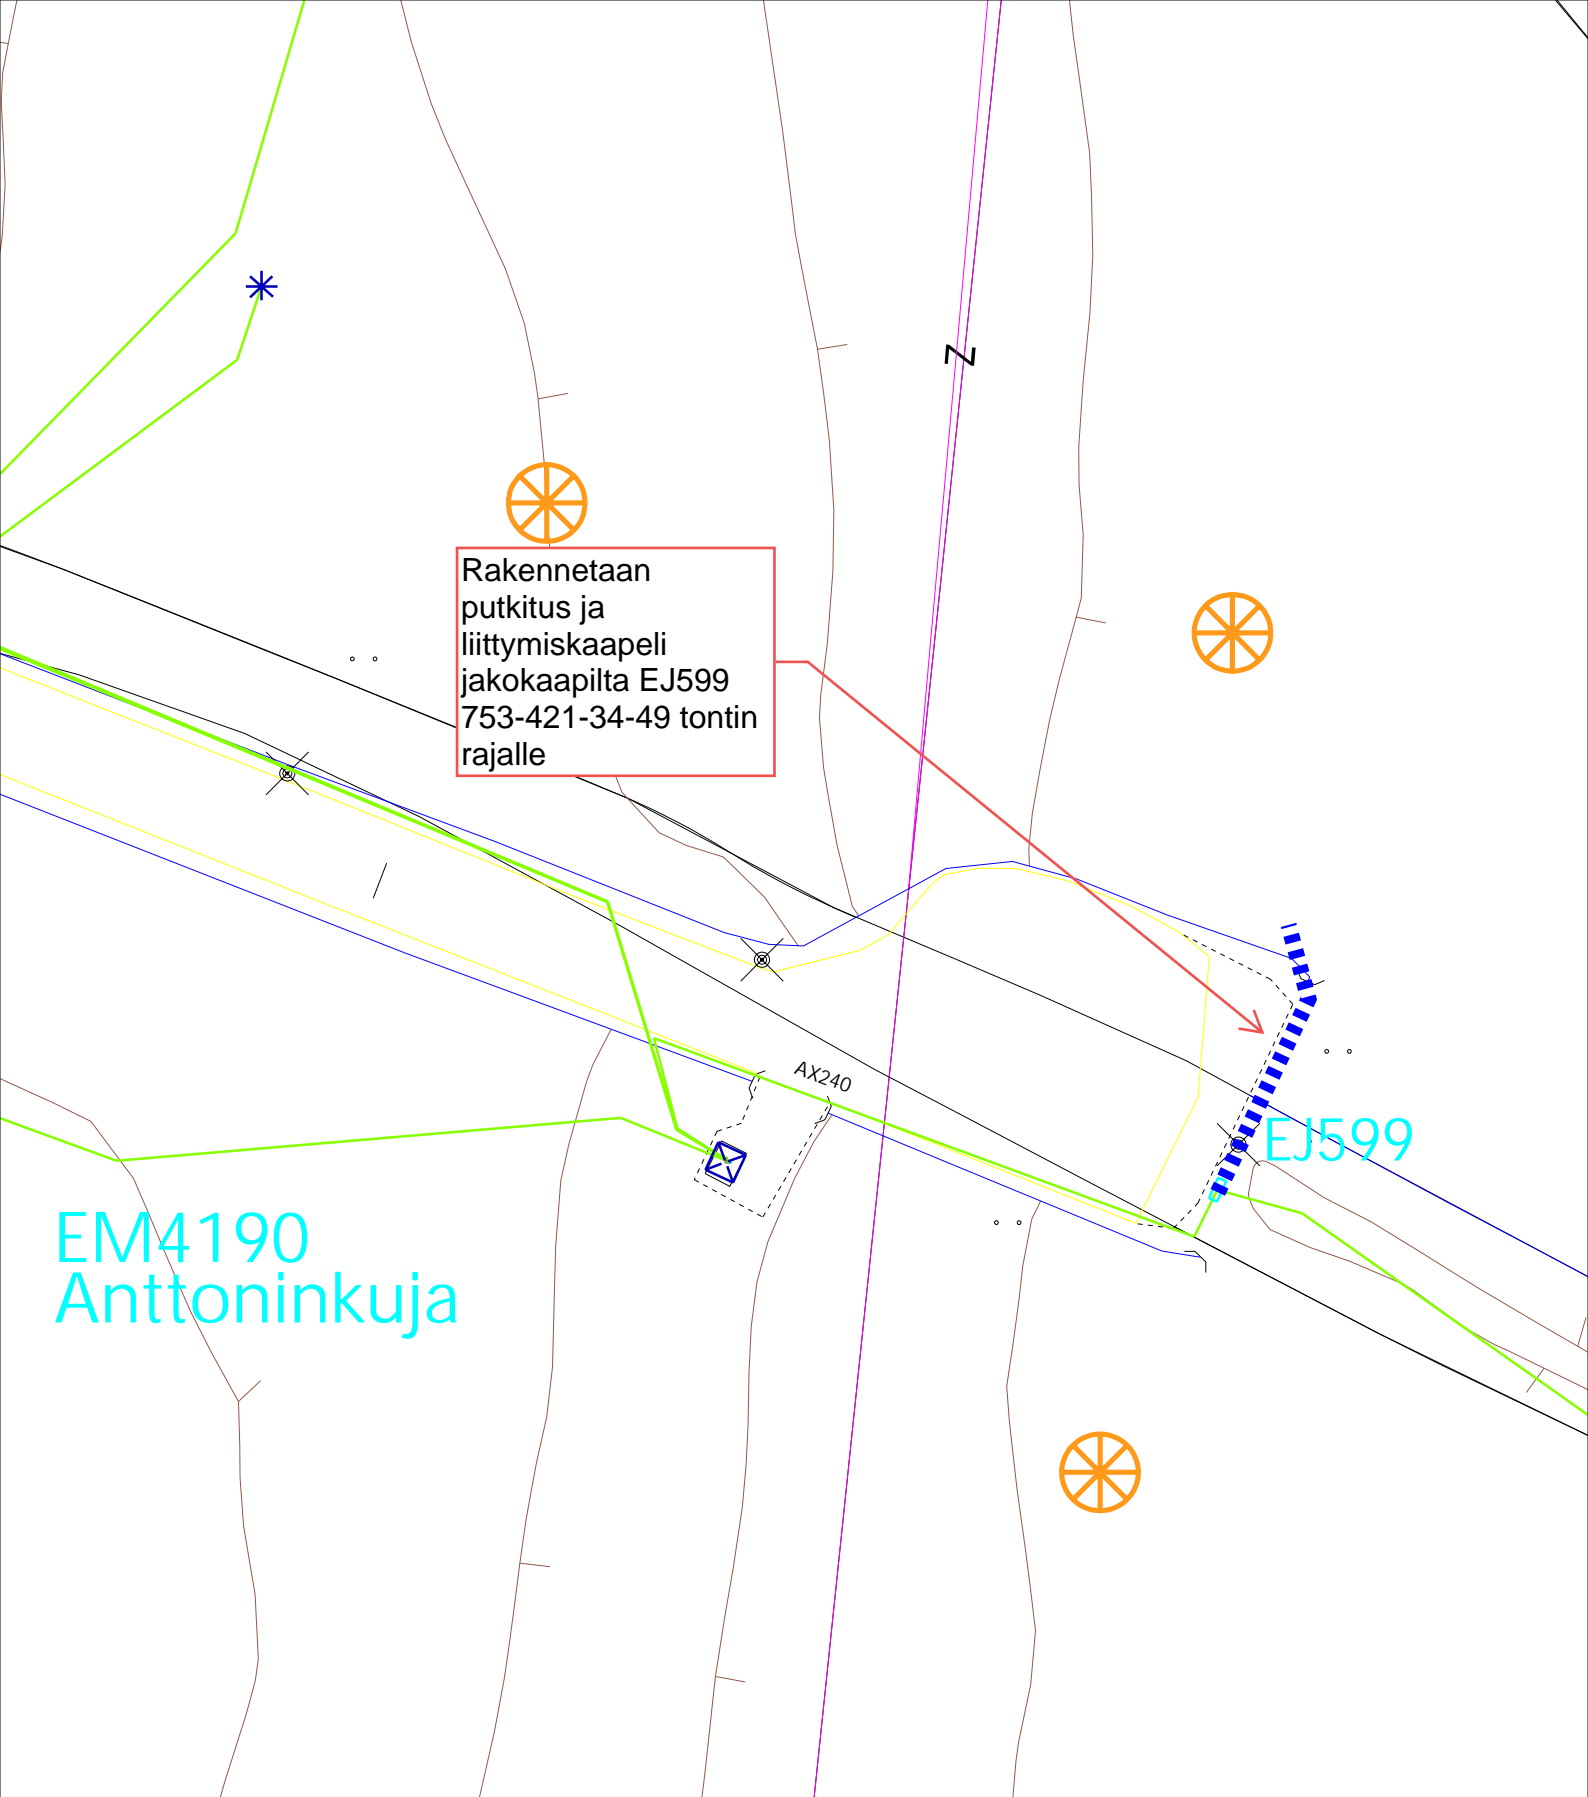 Z
Rakennetaan
putkitus ja
liittymiskaapeli
jakokaapilta EJ599
753-421-34-49 tontin
rajalle
AX240
EJ599
EM4190
Anttoninkuja